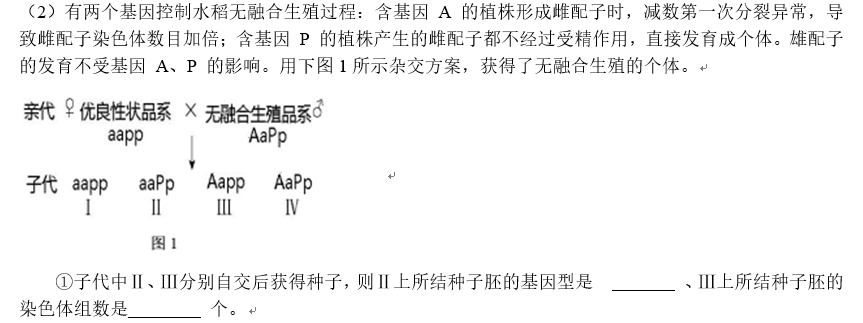 （2）有两个基因控制水稻无融合生殖过程：含基因 A 的植株形成雌配子时，减数第一次分裂异常，导
致雌配子染色体数目加倍；含基因 P 的植株产生的雌配子都不经过受精作用，直接发育成个体。雄配子
的发育不受基因 A、P 的影响。用下图 1 所示杂交方案，获得了无融合生殖的个体。
亲代 ♀优良性状品系 × 无融合生殖品系♂
aapp AaPp
子代 aapp aaPp Aapp AaPp
Ⅰ Ⅱ Ⅲ Ⅳ
图 1
①子代中Ⅱ、Ⅲ分别自交后获得种子，则Ⅱ上所结种子胚的基因型是 ______ 、Ⅲ上所结种子胚的
染色体组数是________ 个。